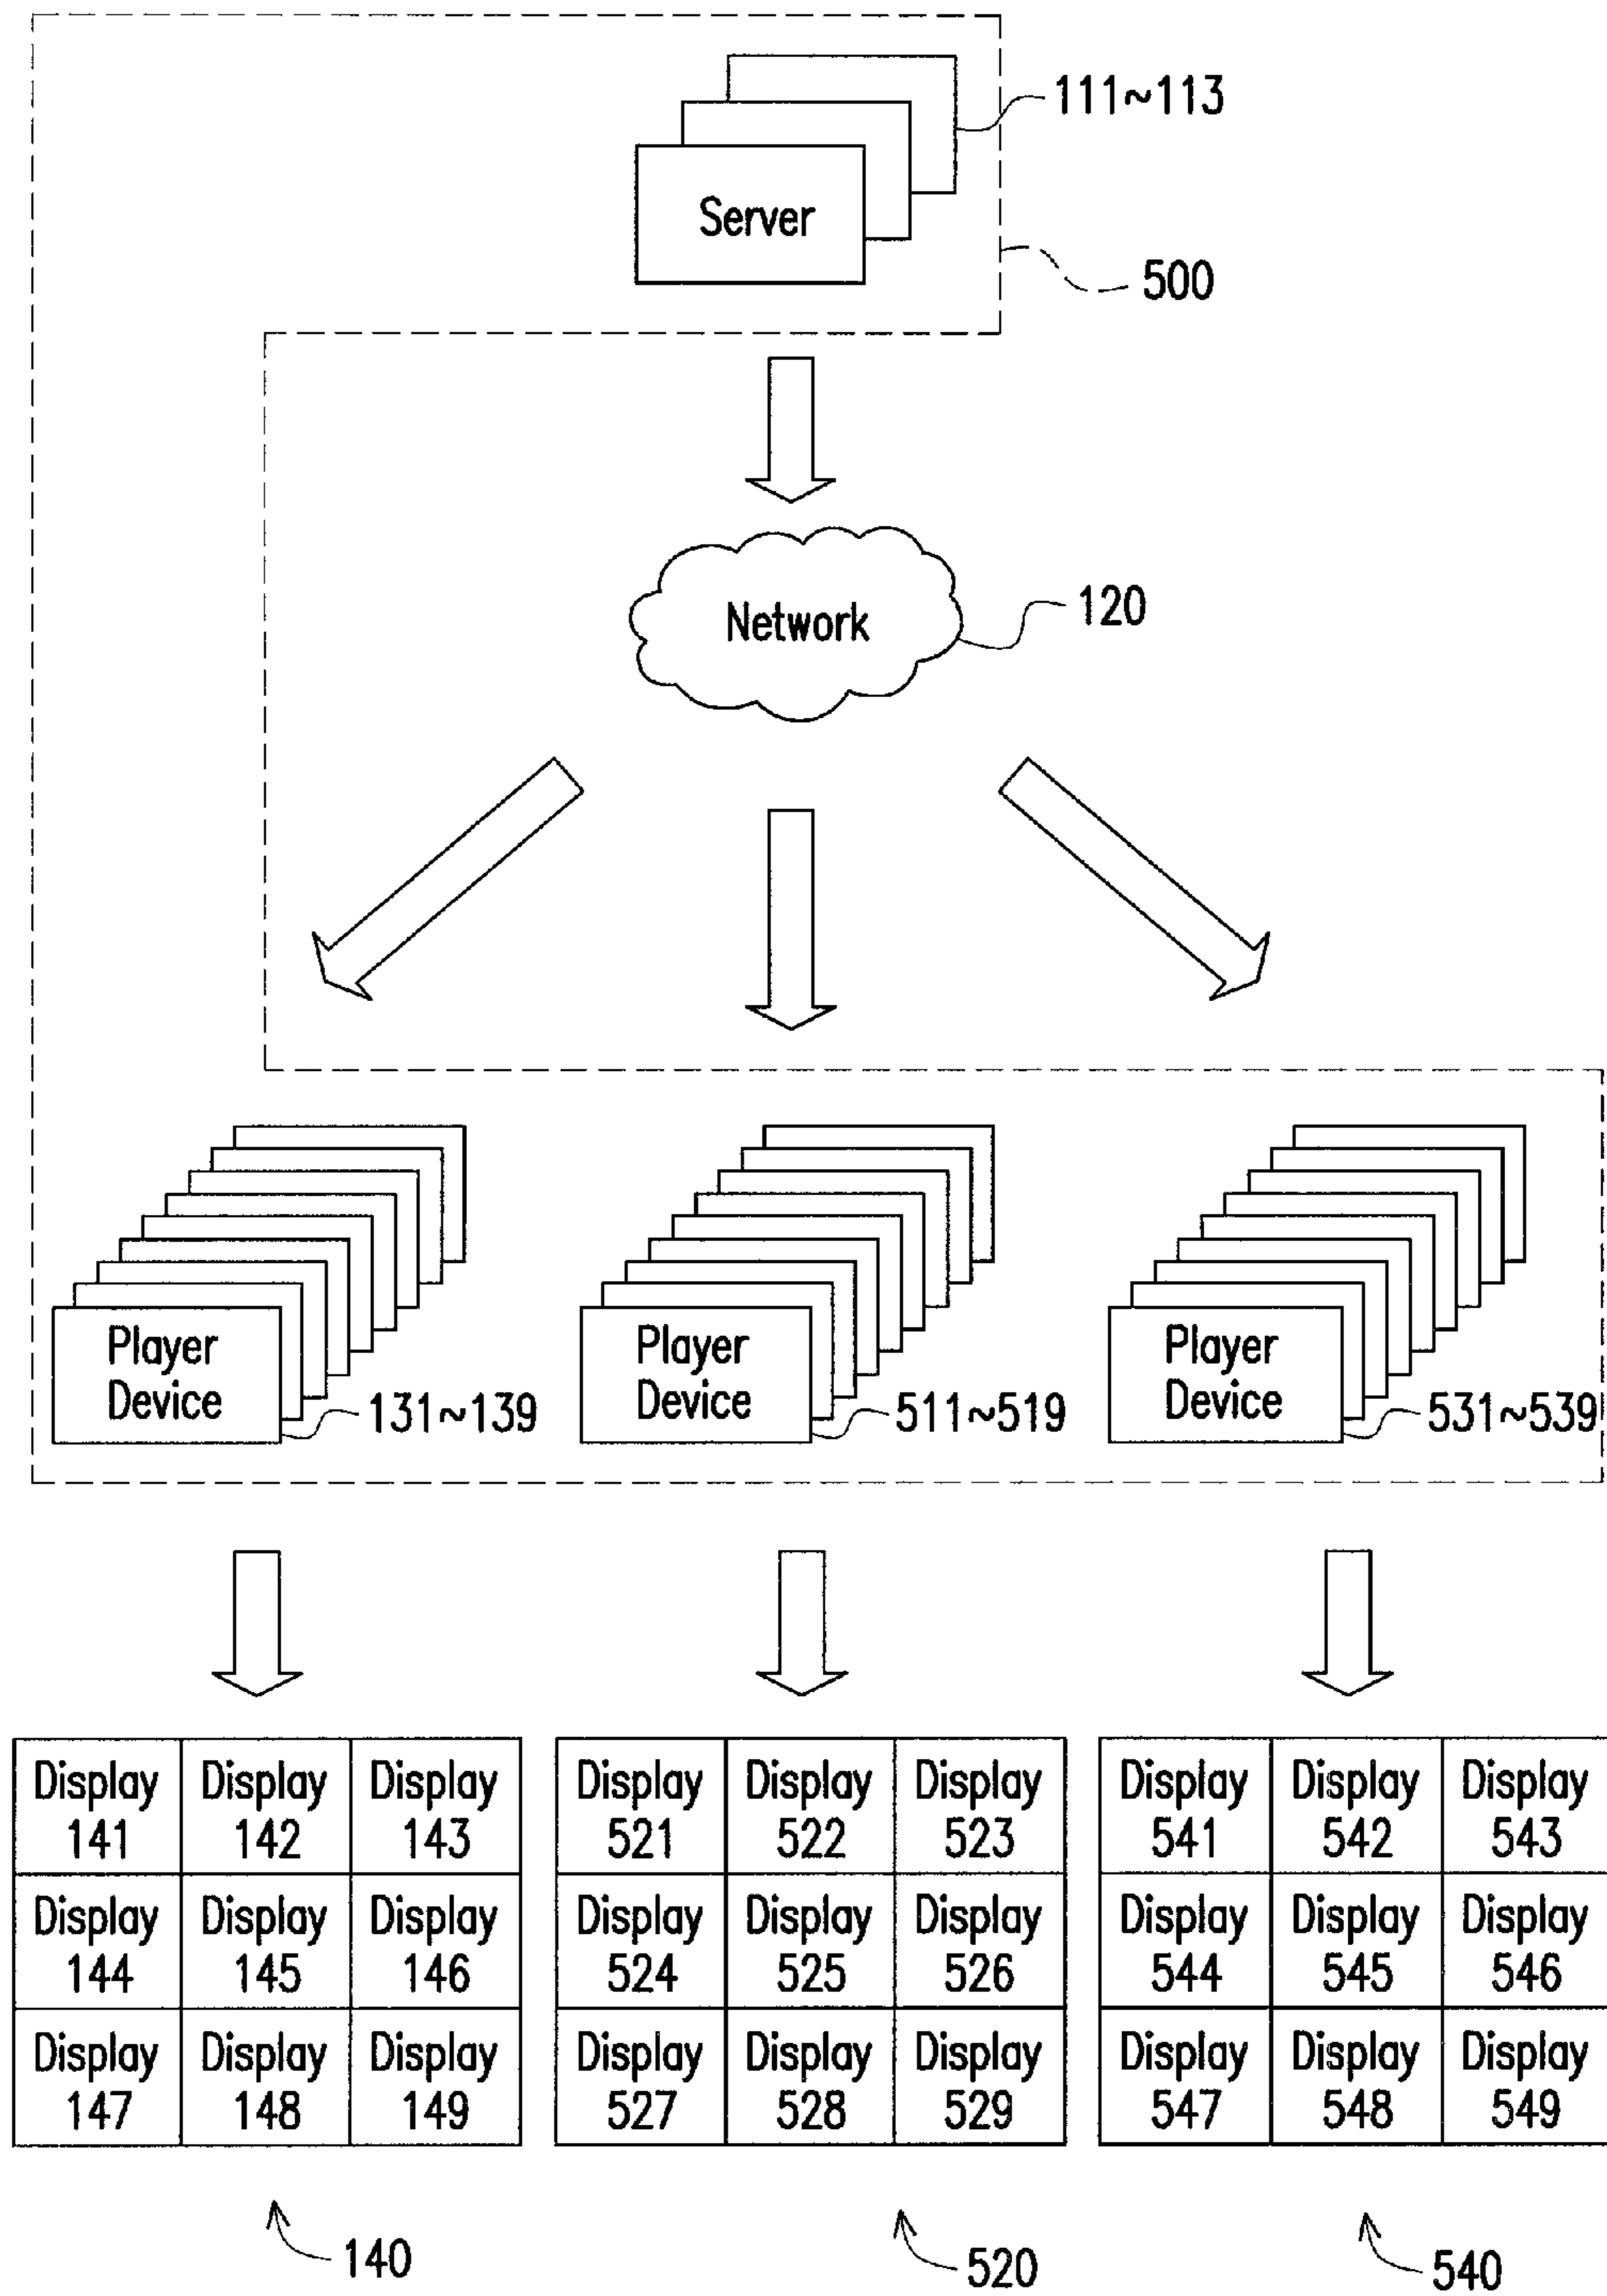 111~113
Server
500
Network
120
Player
Device
131~139
Player
Device
511~519
Player
Device
531~539
Display
141
Display
142
Display
143
Display
144
Display
145
Display
146
Display
147
Display
148
Display
149
Display
521
Display
522
Display
523
Display
524
Display
525
Display
526
Display
527
Display
528
Display
529
Display
541
Display
542
Display
543
Display
544
Display
545
Display
546
Display
547
Display
548
Display
549
140
520
540